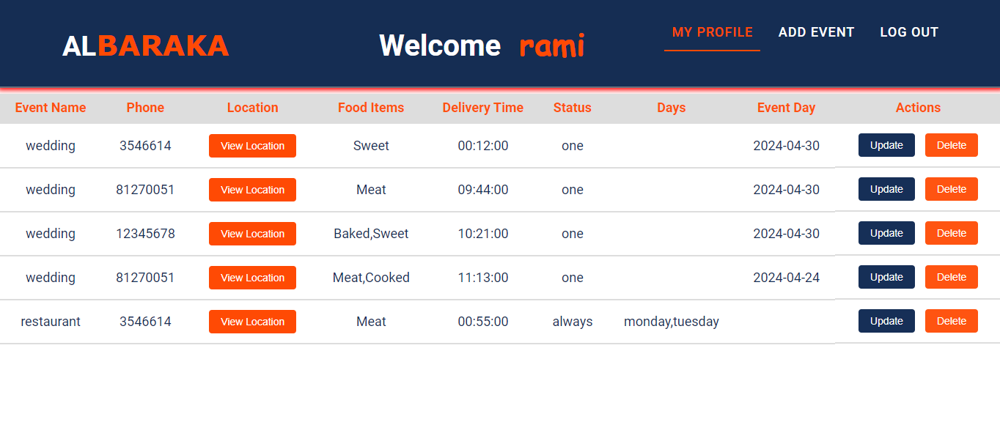 ALBARAKA Welcome rami MY PROFILE ADD EVENT LOG OUT
Event Name Phone Location Food Items Delivery Time Status Days Event Day Actions
wedding 3546614 View Location Sweet 00:12:00 one 2024-04-30 Update Delete
wedding 81270051 View Location Meat 09:44:00 one 2024-04-30 Update Delete
wedding 12345678 View Location Baked,Sweet 10:21:00 one 2024-04-30 Update Delete
wedding 81270051 View Location Meat,Cooked 11:13:00 one 2024-04-24 Update Delete
restaurant 3546614 View Location Meat 00:55:00 always monday,tuesday Update Delete